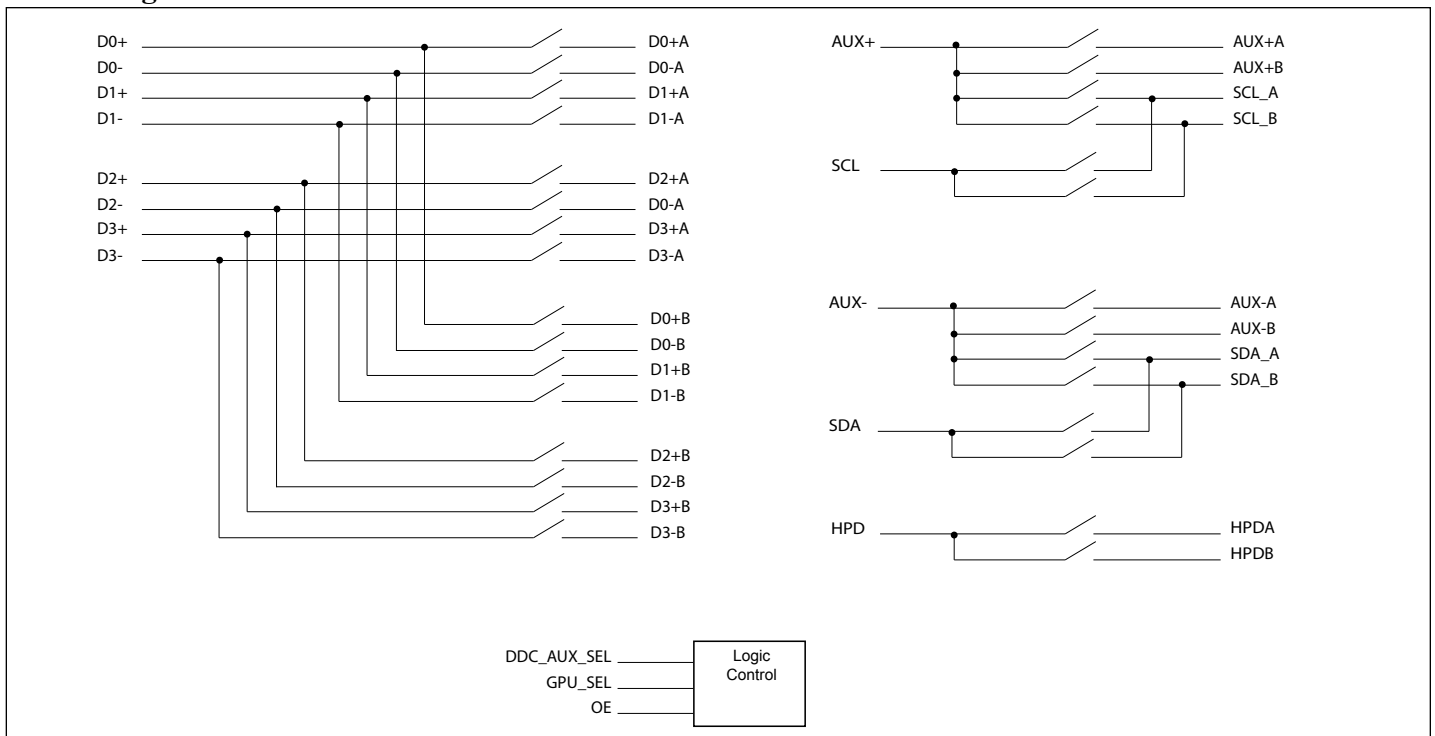 D0+
D0-
D1+
D1-
D2+
D2-
D3+
D3-
D0+A
D0-A
D1+A
D1-A
D2+A
D0-A
D3+A
D3-A
D0+B
D0-B
D1+B
D1-B
D2+B
D2-B
D3+B
D3-B
AUX+
SCL
AUX+A
AUX+B
SCL_A
SCL_B
AUX-
SDA
AUX-A
AUX-B
SDA_A
SDA_B
HPD
HPDA
HPDB
DDC_AUX_SEL
GPU_SEL
OE
Logic
Control